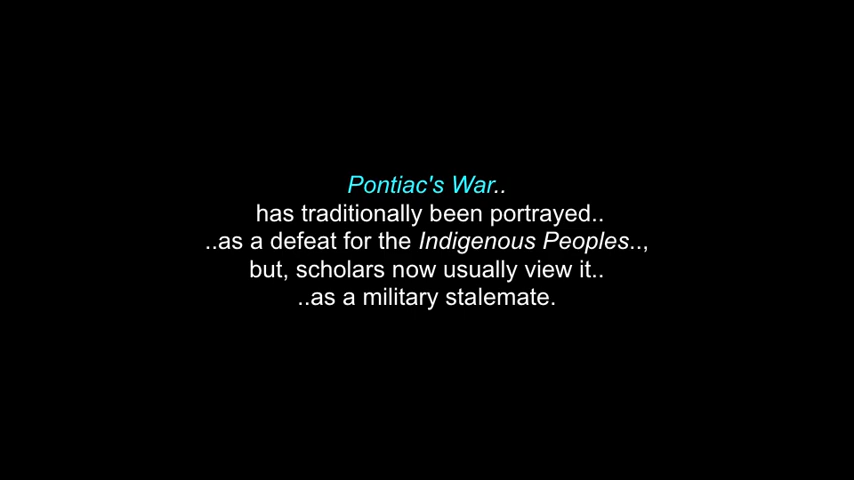 Pontiac's War..
has traditionally been portrayed..
..as a defeat for the Indigenous Peoples..,
but, scholars now usually view it..
..as a military stalemate.